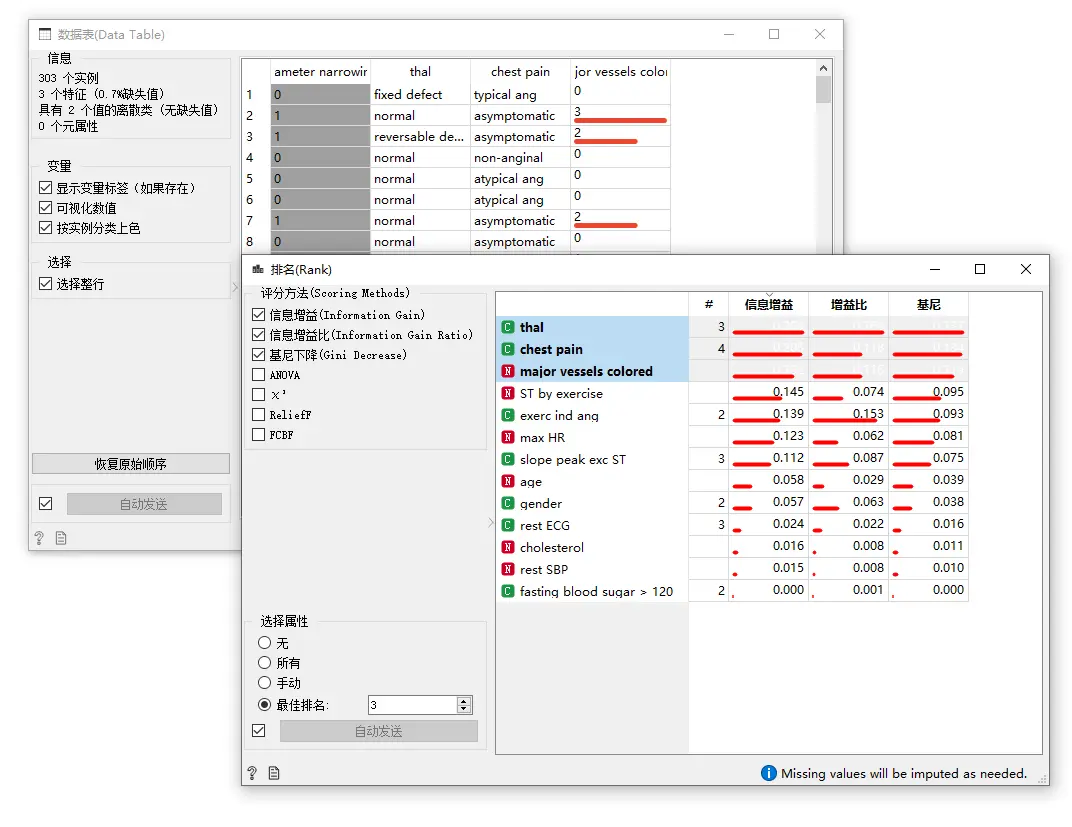 数据表(Data Table)
信息
303 个实例
3 个特征 (0.7%缺失值)
具有 2 个值的离散类 (无缺失值)
0 个元属性
变量
显示变量标签 (如果存在)
可视化数值
按实例分类上色
选择
选择整行
恢复原始顺序
自动发送
ameter narrowin thal chest pain jor vessels color
1 0 fixed defect typical ang 0
2 1 normal asymptomatic 3
3 1 reversable de... asymptomatic 2
4 0 normal non-anginal 0
5 0 normal atypical ang 0
6 0 normal atypical ang 0
7 1 normal asymptomatic 2
8 0 normal asymptomatic 0
排名(Rank)
评分方法(Scoring Methods)
信息增益(Information Gain)
信息增益比(Information Gain Ratio)
基尼下降(Gini Decrease)
ANOVA
χ²
ReliefF
FCBF
选择属性
无
所有
手动
最佳排名: 3
自动发送
# 信息增益 增益比 基尼
C thal 3
C chest pain 4
N major vessels colored
N ST by exercise 0.145 0.074 0.095
C exerc ind ang 2 0.139 0.153 0.093
N max HR 0.123 0.062 0.081
C slope peak exc ST 3 0.112 0.087 0.075
N age 0.058 0.029 0.039
C gender 2 0.057 0.063 0.038
C rest ECG 3 0.024 0.022 0.016
N cholesterol 0.016 0.008 0.011
N rest SBP 0.015 0.008 0.010
C fasting blood sugar > 120 2 0.000 0.001 0.000
Missing values will be imputed as needed.